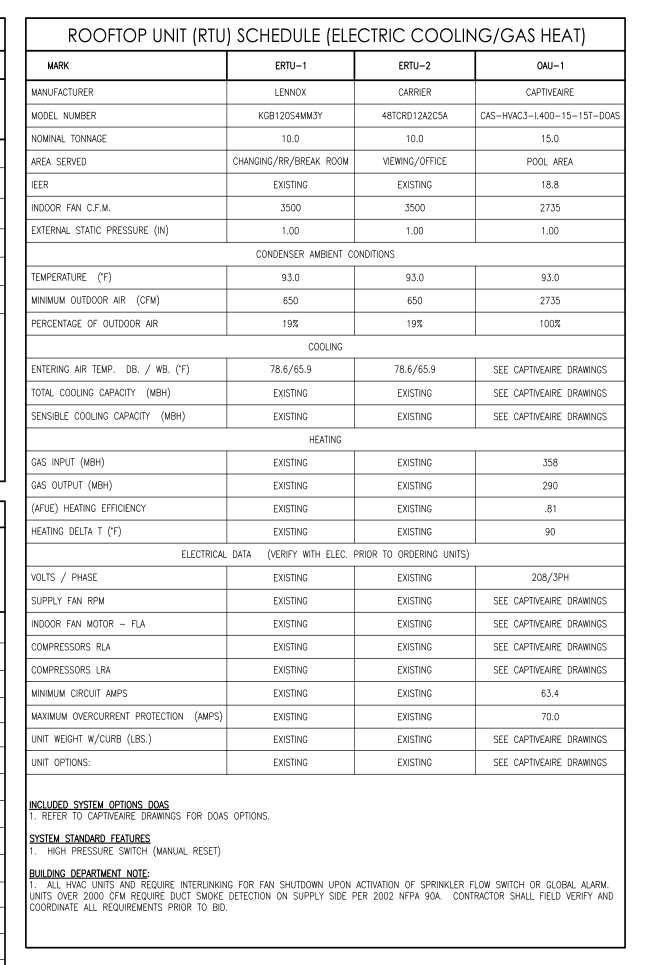 ROOFTOP UNIT (RTU) SCHEDULE (ELECTRIC COOLING/GAS HEAT)
MARK ERTU-1 ERTU-2 OAU-1
MANUFACTURER LENNOX CARRIER CAPTIVEAIRE
MODEL NUMBER KGB120S4MM3Y 48TCRD12A2C5A CAS-HVAC3-I.400-15-15T-DOAS
NOMINAL TONNAGE 10.0 10.0 15.0
AREA SERVED CHANGING/RR/BREAK ROOM VIEWING/OFFICE POOL AREA
IEER EXISTING EXISTING 18.8
INDOOR FAN C.F.M. 3500 3500 2735
EXTERNAL STATIC PRESSURE (IN) 1.00 1.00 1.00
CONDENSER AMBIENT CONDITIONS
TEMPERATURE (°F) 93.0 93.0 93.0
MINIMUM OUTDOOR AIR (CFM) 650 650 2735
PERCENTAGE OF OUTDOOR AIR 19% 19% 100%
COOLING
ENTERING AIR TEMP. DB. / WB. (°F) 78.6/65.9 78.6/65.9 SEE CAPTIVEAIRE DRAWINGS
TOTAL COOLING CAPACITY (MBH) EXISTING EXISTING SEE CAPTIVEAIRE DRAWINGS
SENSIBLE COOLING CAPACITY (MBH) EXISTING EXISTING SEE CAPTIVEAIRE DRAWINGS
HEATING
GAS INPUT (MBH) EXISTING EXISTING 358
GAS OUTPUT (MBH) EXISTING EXISTING 290
(AFUE) HEATING EFFICIENCY EXISTING EXISTING .81
HEATING DELTA T (°F) EXISTING EXISTING 90
ELECTRICAL DATA (VERIFY WITH ELEC. PRIOR TO ORDERING UNITS)
VOLTS / PHASE EXISTING EXISTING 208/3PH
SUPPLY FAN RPM EXISTING EXISTING SEE CAPTIVEAIRE DRAWINGS
INDOOR FAN MOTOR - FLA EXISTING EXISTING SEE CAPTIVEAIRE DRAWINGS
COMPRESSORS RLA EXISTING EXISTING SEE CAPTIVEAIRE DRAWINGS
COMPRESSORS LRA EXISTING EXISTING SEE CAPTIVEAIRE DRAWINGS
MINIMUM CIRCUIT AMPS EXISTING EXISTING 63.4
MAXIMUM OVERCURRENT PROTECTION (AMPS) EXISTING EXISTING 70.0
UNIT WEIGHT W/CURB (LBS.) EXISTING EXISTING SEE CAPTIVEAIRE DRAWINGS
UNIT OPTIONS: EXISTING EXISTING SEE CAPTIVEAIRE DRAWINGS
INCLUDED SYSTEM OPTIONS DOAS
1. REFER TO CAPTIVEAIRE DRAWINGS FOR DOAS OPTIONS.
SYSTEM STANDARD FEATURES
1. HIGH PRESSURE SWITCH (MANUAL RESET)
BUILDING DEPARTMENT NOTE:
1. ALL HVAC UNITS AND REQUIRE INTERLINKING FOR FAN SHUTDOWN UPON ACTIVATION OF SPRINKLER FLOW SWITCH OR GLOBAL ALARM.
UNITS OVER 2000 CFM REQUIRE DUCT SMOKE DETECTION ON SUPPLY SIDE PER 2002 NFPA 90A. CONTRACTOR SHALL FIELD VERIFY AND
COORDINATE ALL REQUIREMENTS PRIOR TO BID.